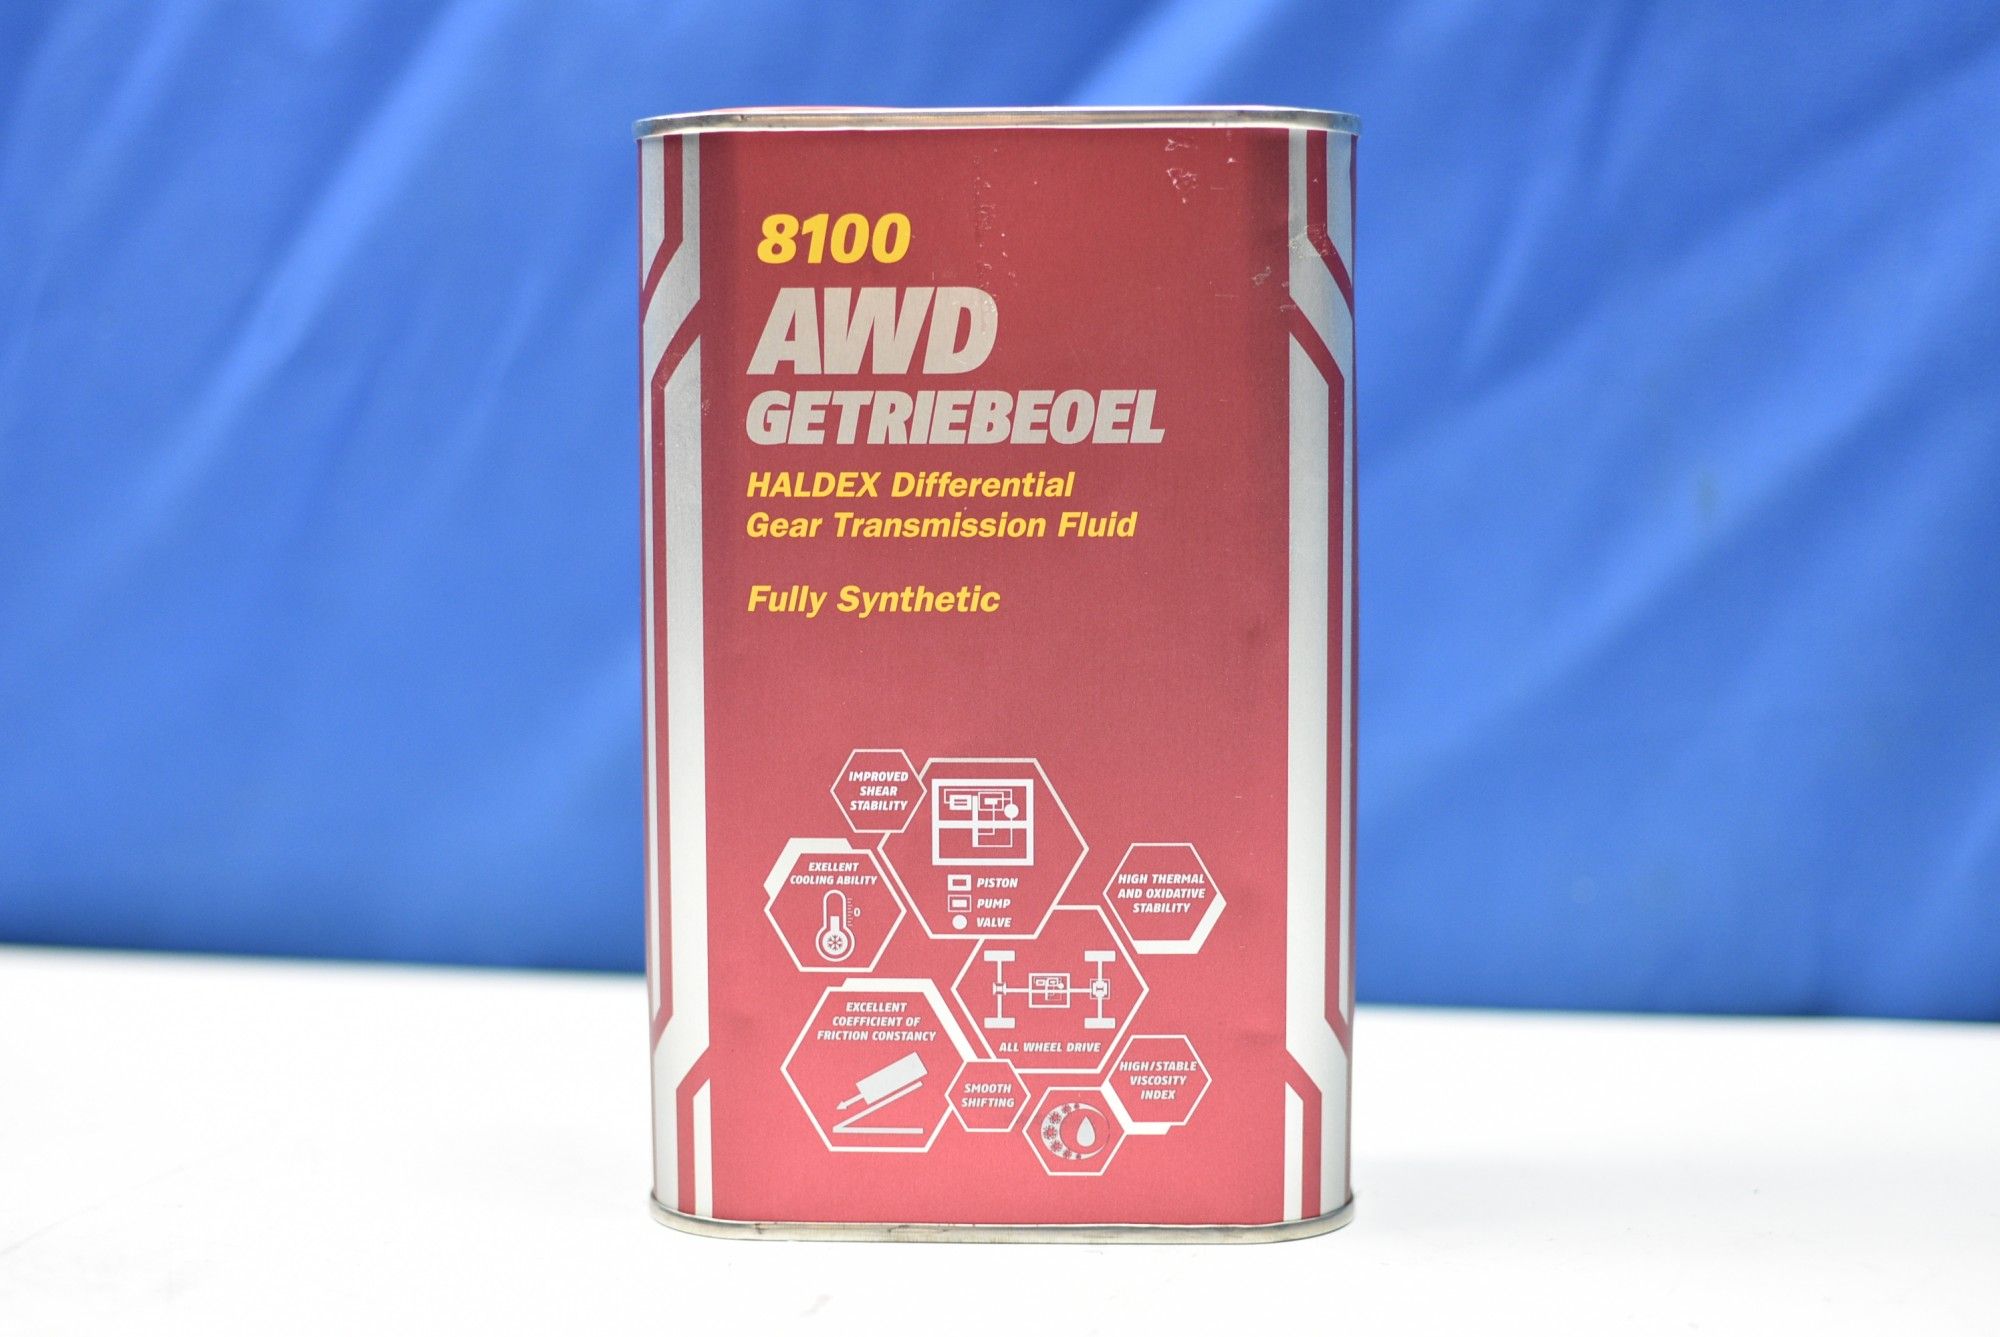 8100
AWD
GETRIEBEOEL
HALDEX Differential
Gear Transmission Fluid
Fully Synthetic
IMPROVED
SHEAR
STABILITY
EXELLENT
COOLING ABILITY
0
PISTON
PUMP
VALVE
HIGH THERMAL
AND OXIDATIVE
STABILITY
EXCELLENT
COEFFICIENT OF
FRICTION CONSTANCY
ALL WHEEL DRIVE
SMOOTH
SHIFTING
HIGH/STABLE
VISCOSITY
INDEX